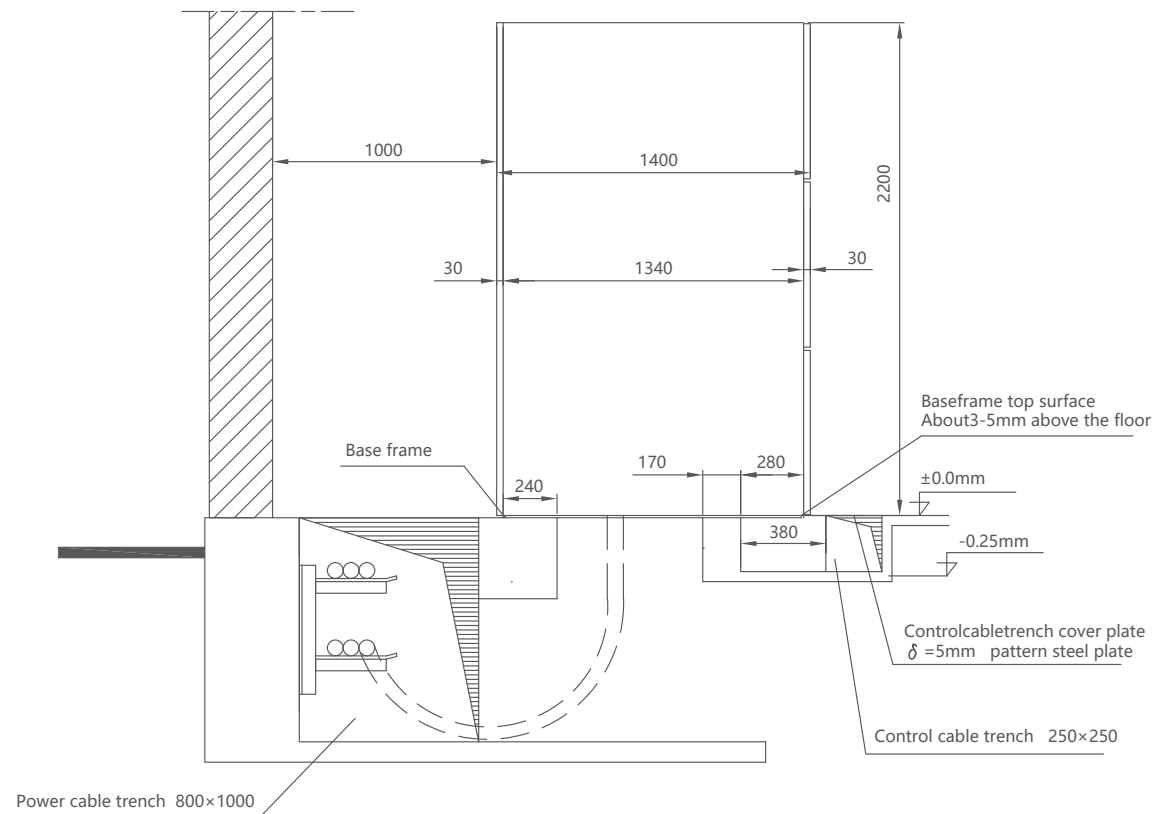 1000
1400
2200
30
1340
30
Baseframe top surface
About3-5mm above the floor
Base frame
170
280
±0.0mm
240
380
-0.25mm
Controlcabletrench cover plate
δ =5mm pattern steel plate
Control cable trench 250×250
Power cable trench 800×1000